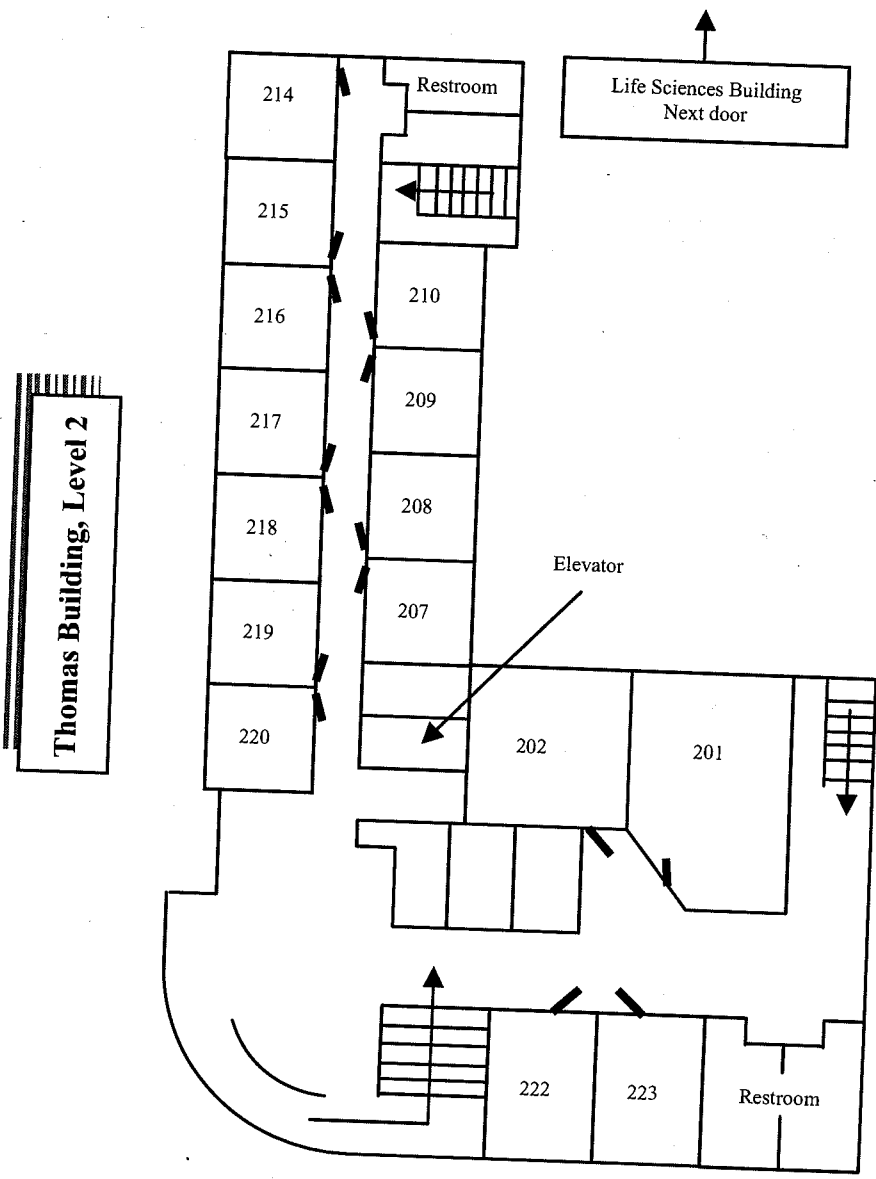 Restroom
Life Sciences Building
Next door
214
215
216
210
217
209
218
208
Elevator
219
207
220
202
201
Thomas Building, Level 2
222
223
Restroom